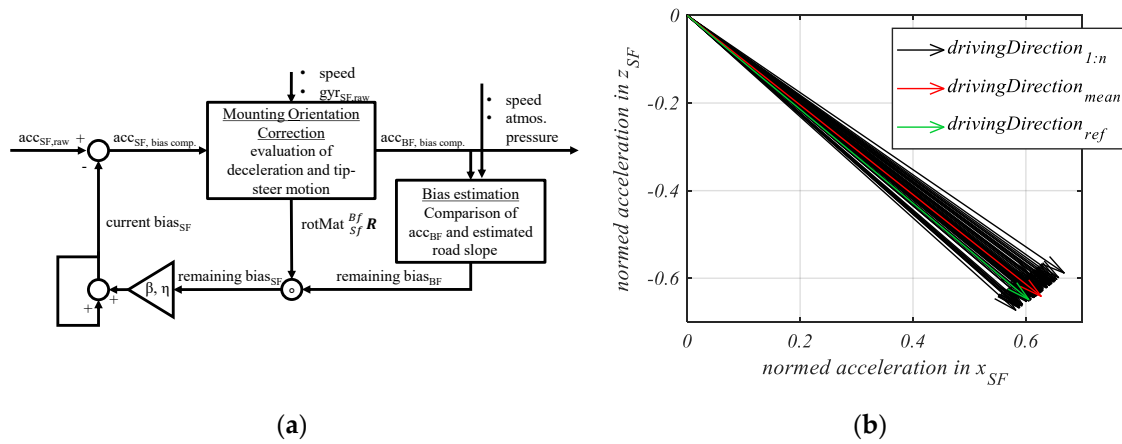 • speed
• gyr_SF,raw
• speed
• atmos.
pressure
acc_SF,raw
+
-
acc_SF, bias comp.
Mounting Orientation
Correction
evaluation of
deceleration and tip-
steer motion
acc_BF, bias comp.
Bias estimation
Comparison of
acc_BF and estimated
road slope
current bias_SF
rotMat ^Bf_Sf R
remaining bias_SF
remaining bias_BF
β, η
+
+
(a)
drivingDirection_1:n
drivingDirection_mean
drivingDirection_ref
normed acceleration in z_SF
0
-0.2
-0.4
-0.6
0
0.2
0.4
0.6
normed acceleration in x_SF
(b)